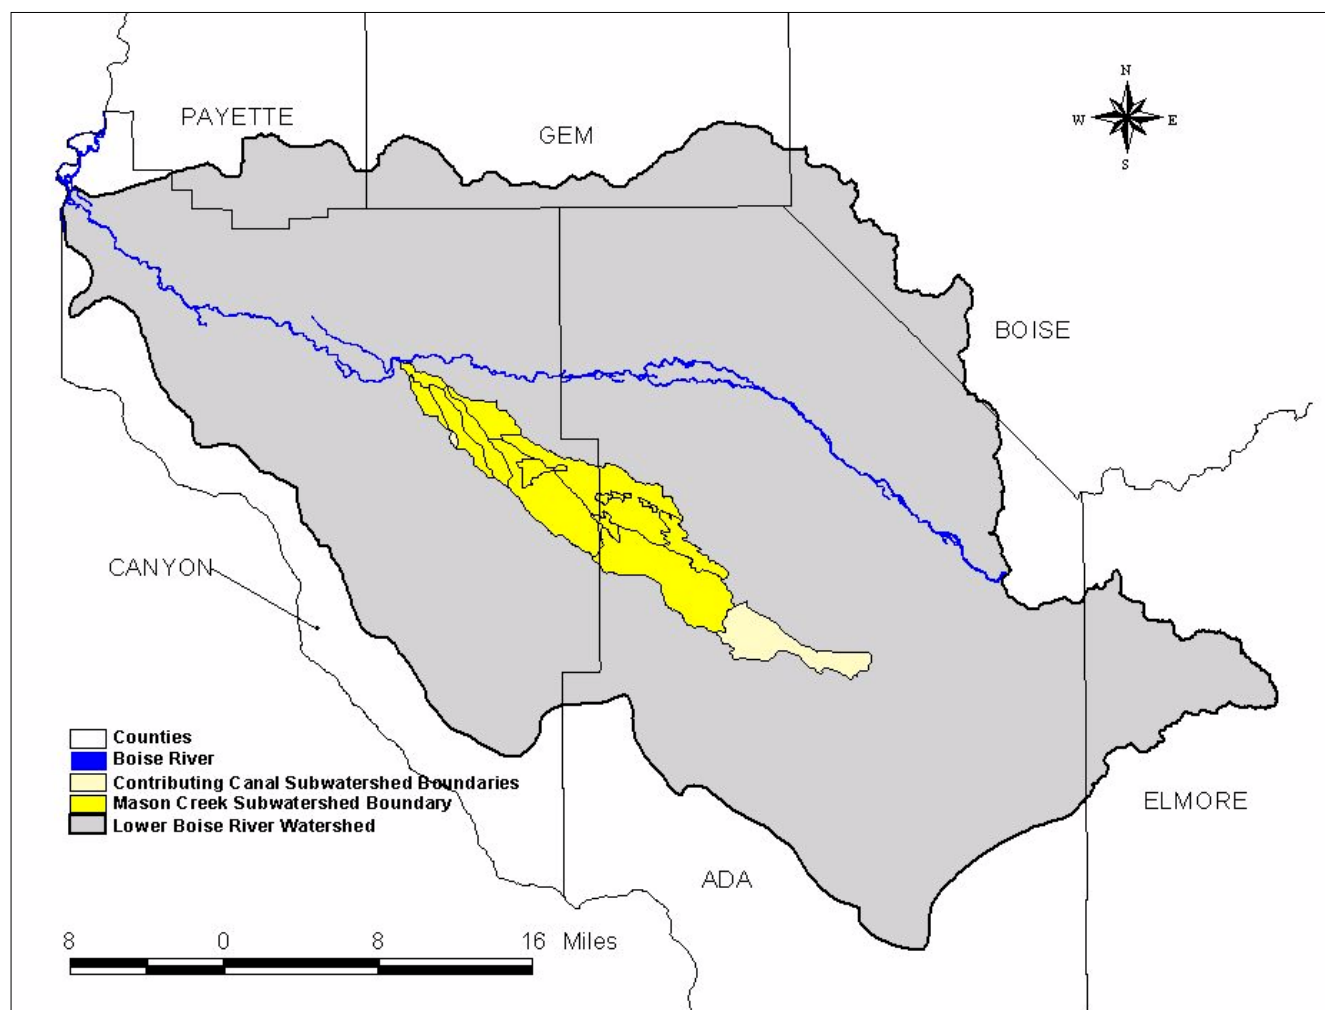 N
PAYETTE
GEM
W E
S
BOISE
CANYON
Counties
Boise River
Contributing Canal Subwatershed Boundaries
Mason Creek Subwatershed Boundary
Lower Boise River Watershed
ELMORE
ADA
8 0 8 16 Miles